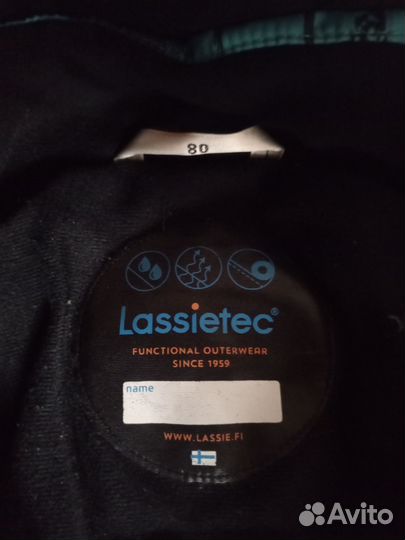 80
Lassietec®
FUNCTIONAL OUTERWEAR
SINCE 1959
name
WWW.LASSIE.FI
Avito